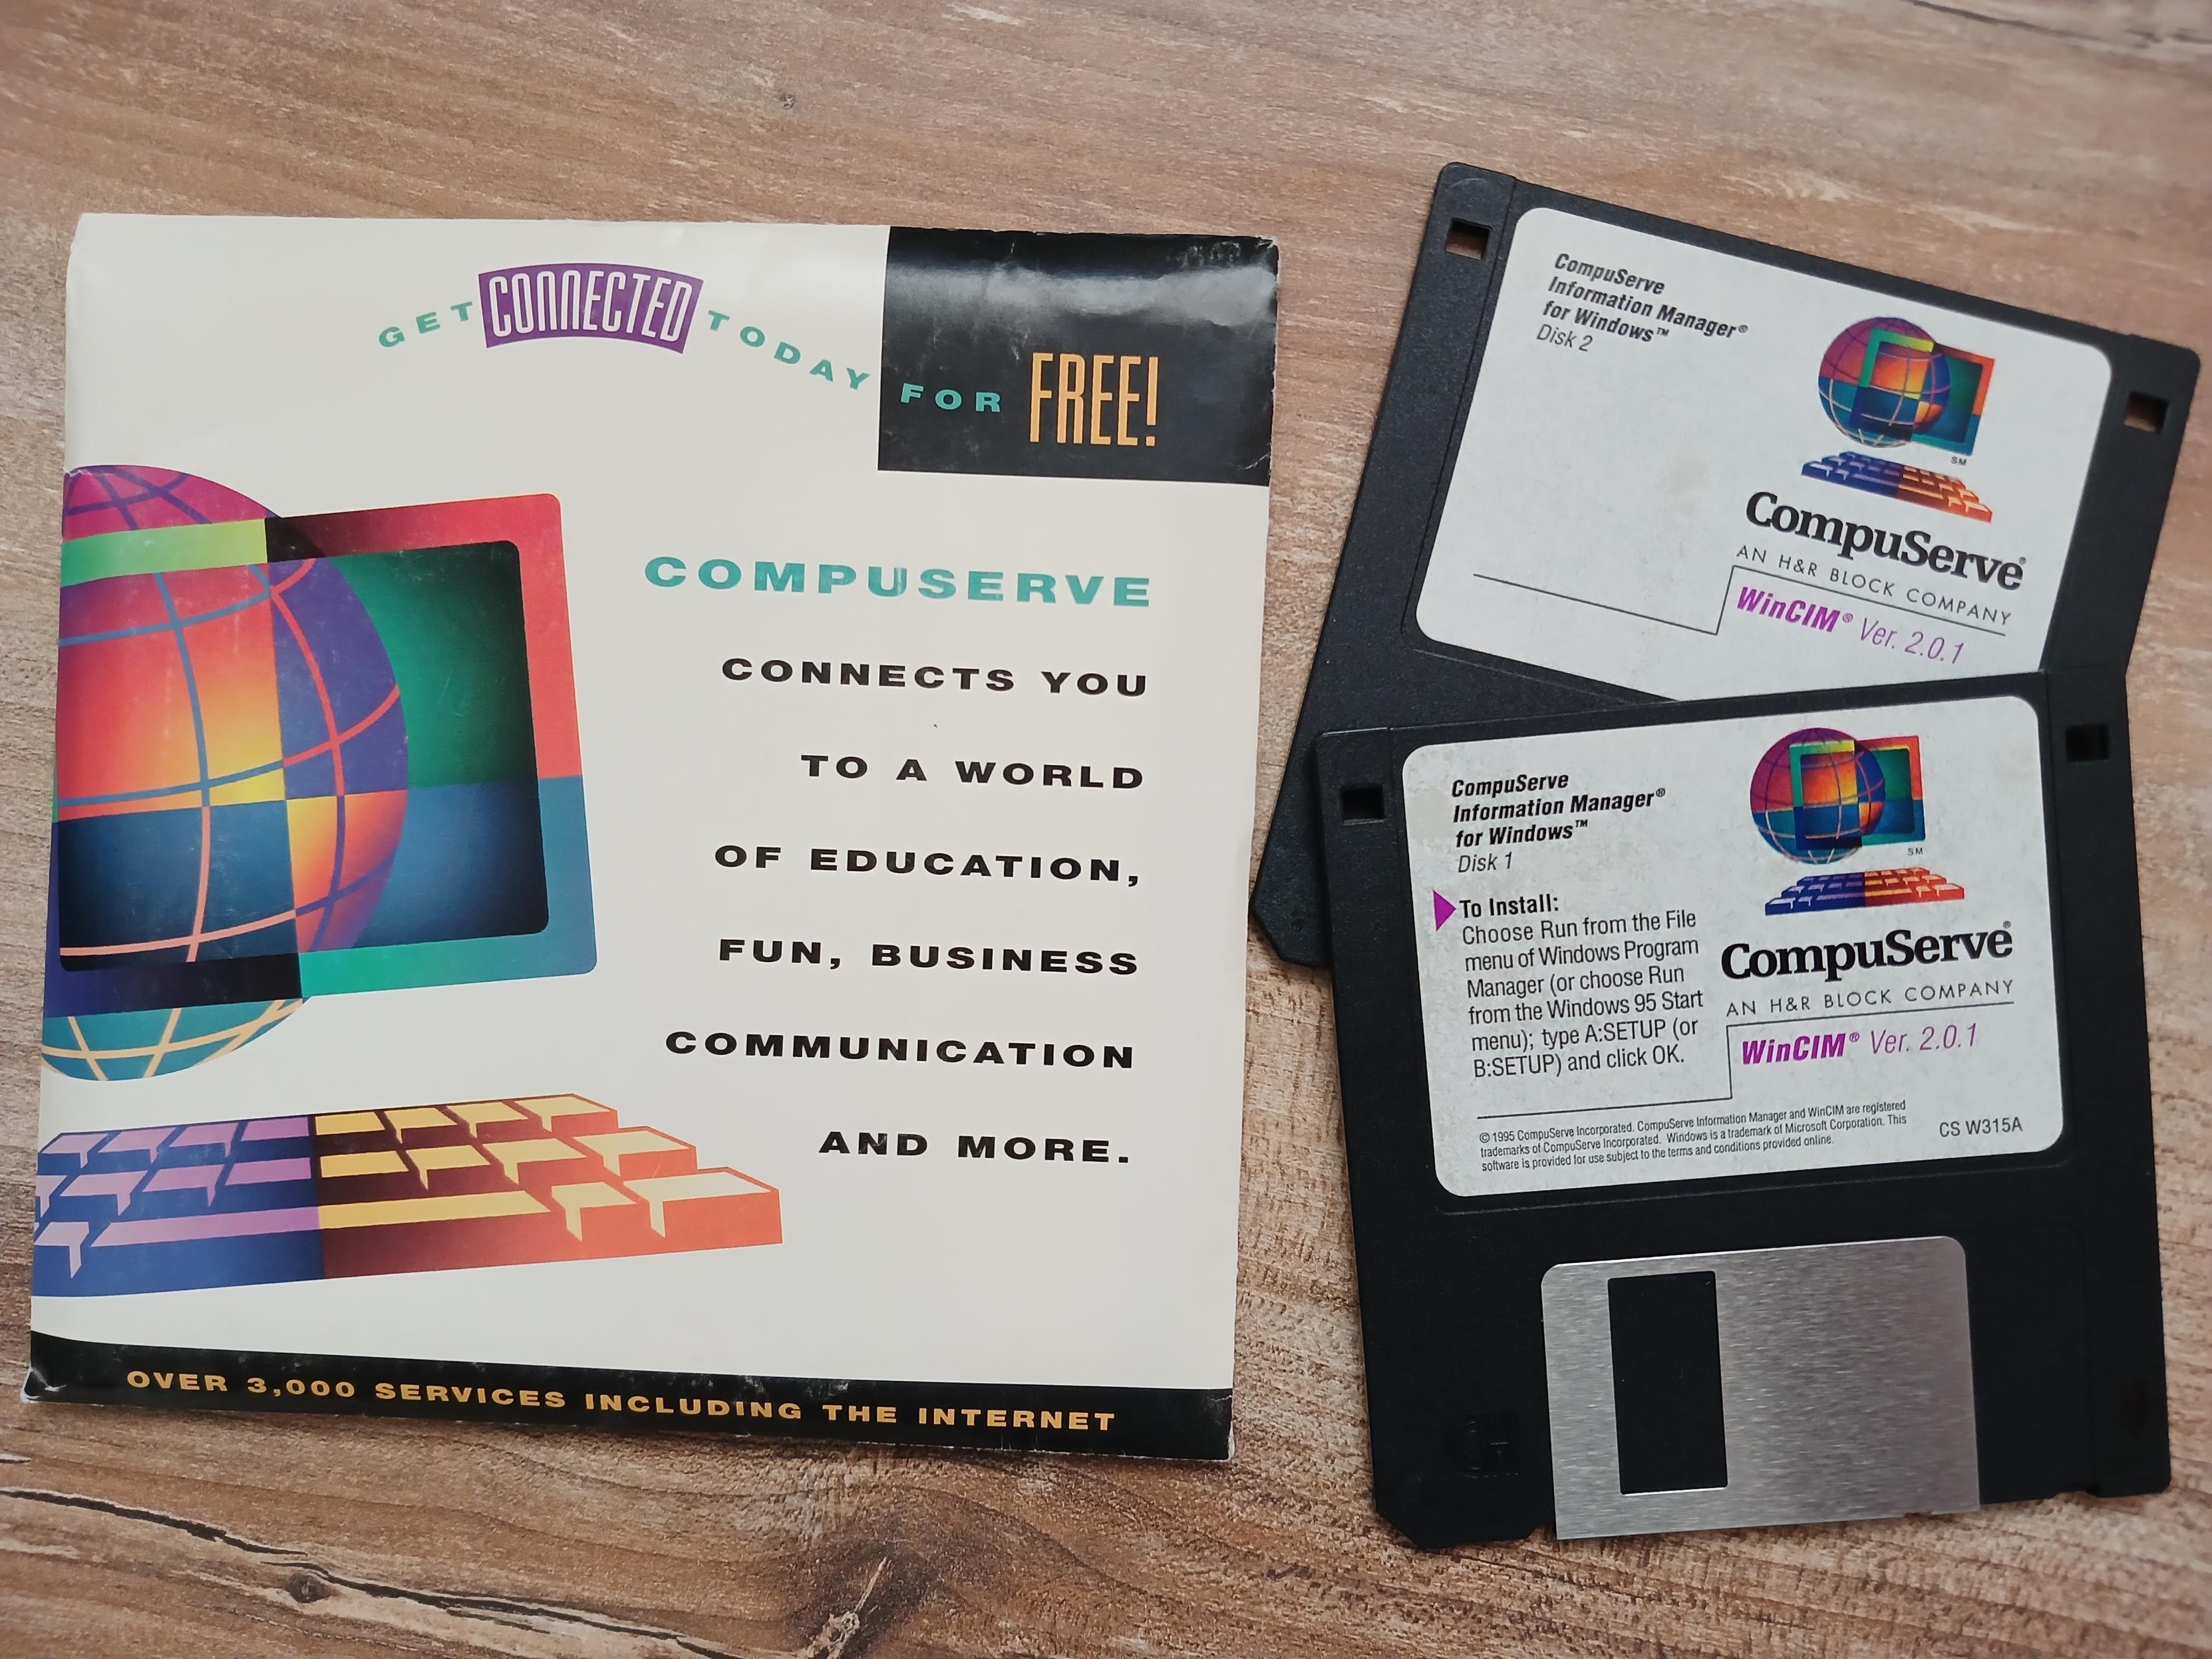 GET CONNECTED TODAY FOR FREE!
COMPUSERVE
CONNECTS YOU
TO A WORLD
OF EDUCATION,
FUN, BUSINESS
COMMUNICATION
AND MORE.
OVER 3,000 SERVICES INCLUDING THE INTERNET
CompuServe
Information Manager®
for Windows™
Disk 2
SM
CompuServe®
AN H&R BLOCK COMPANY
WinCIM® Ver. 2.0.1
CompuServe
Information Manager®
for Windows™
Disk 1
To Install:
Choose Run from the File
menu of Windows Program
Manager (or choose Run
from the Windows 95 Start
menu); type A:SETUP (or
B:SETUP) and click OK.
SM
CompuServe®
AN H&R BLOCK COMPANY
WinCIM® Ver. 2.0.1
© 1995 CompuServe Incorporated. CompuServe Information Manager and WinCIM are registered
trademarks of CompuServe Incorporated. Windows is a trademark of Microsoft Corporation. This
software is provided for use subject to the terms and conditions provided online.
CS W315A